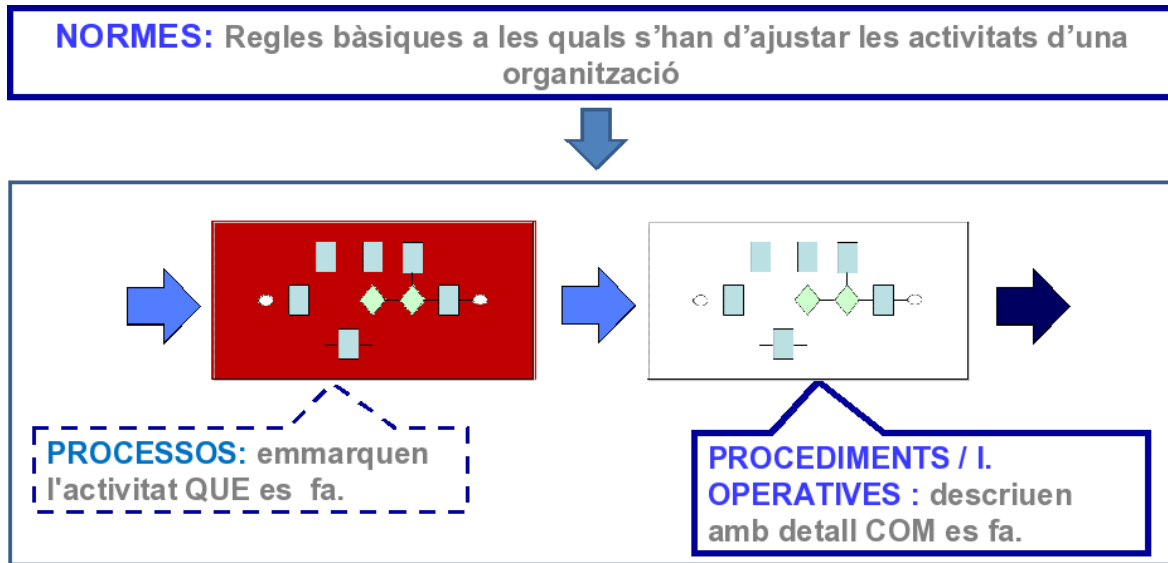 NORMES: Regles bàsiques a les quals s’han d’ajustar les activitats d’una
organització
PROCESSOS: emmarquen
l'activitat QUE es fa.
PROCEDIMENTS / I.
OPERATIVES : descriuen
amb detall COM es fa.